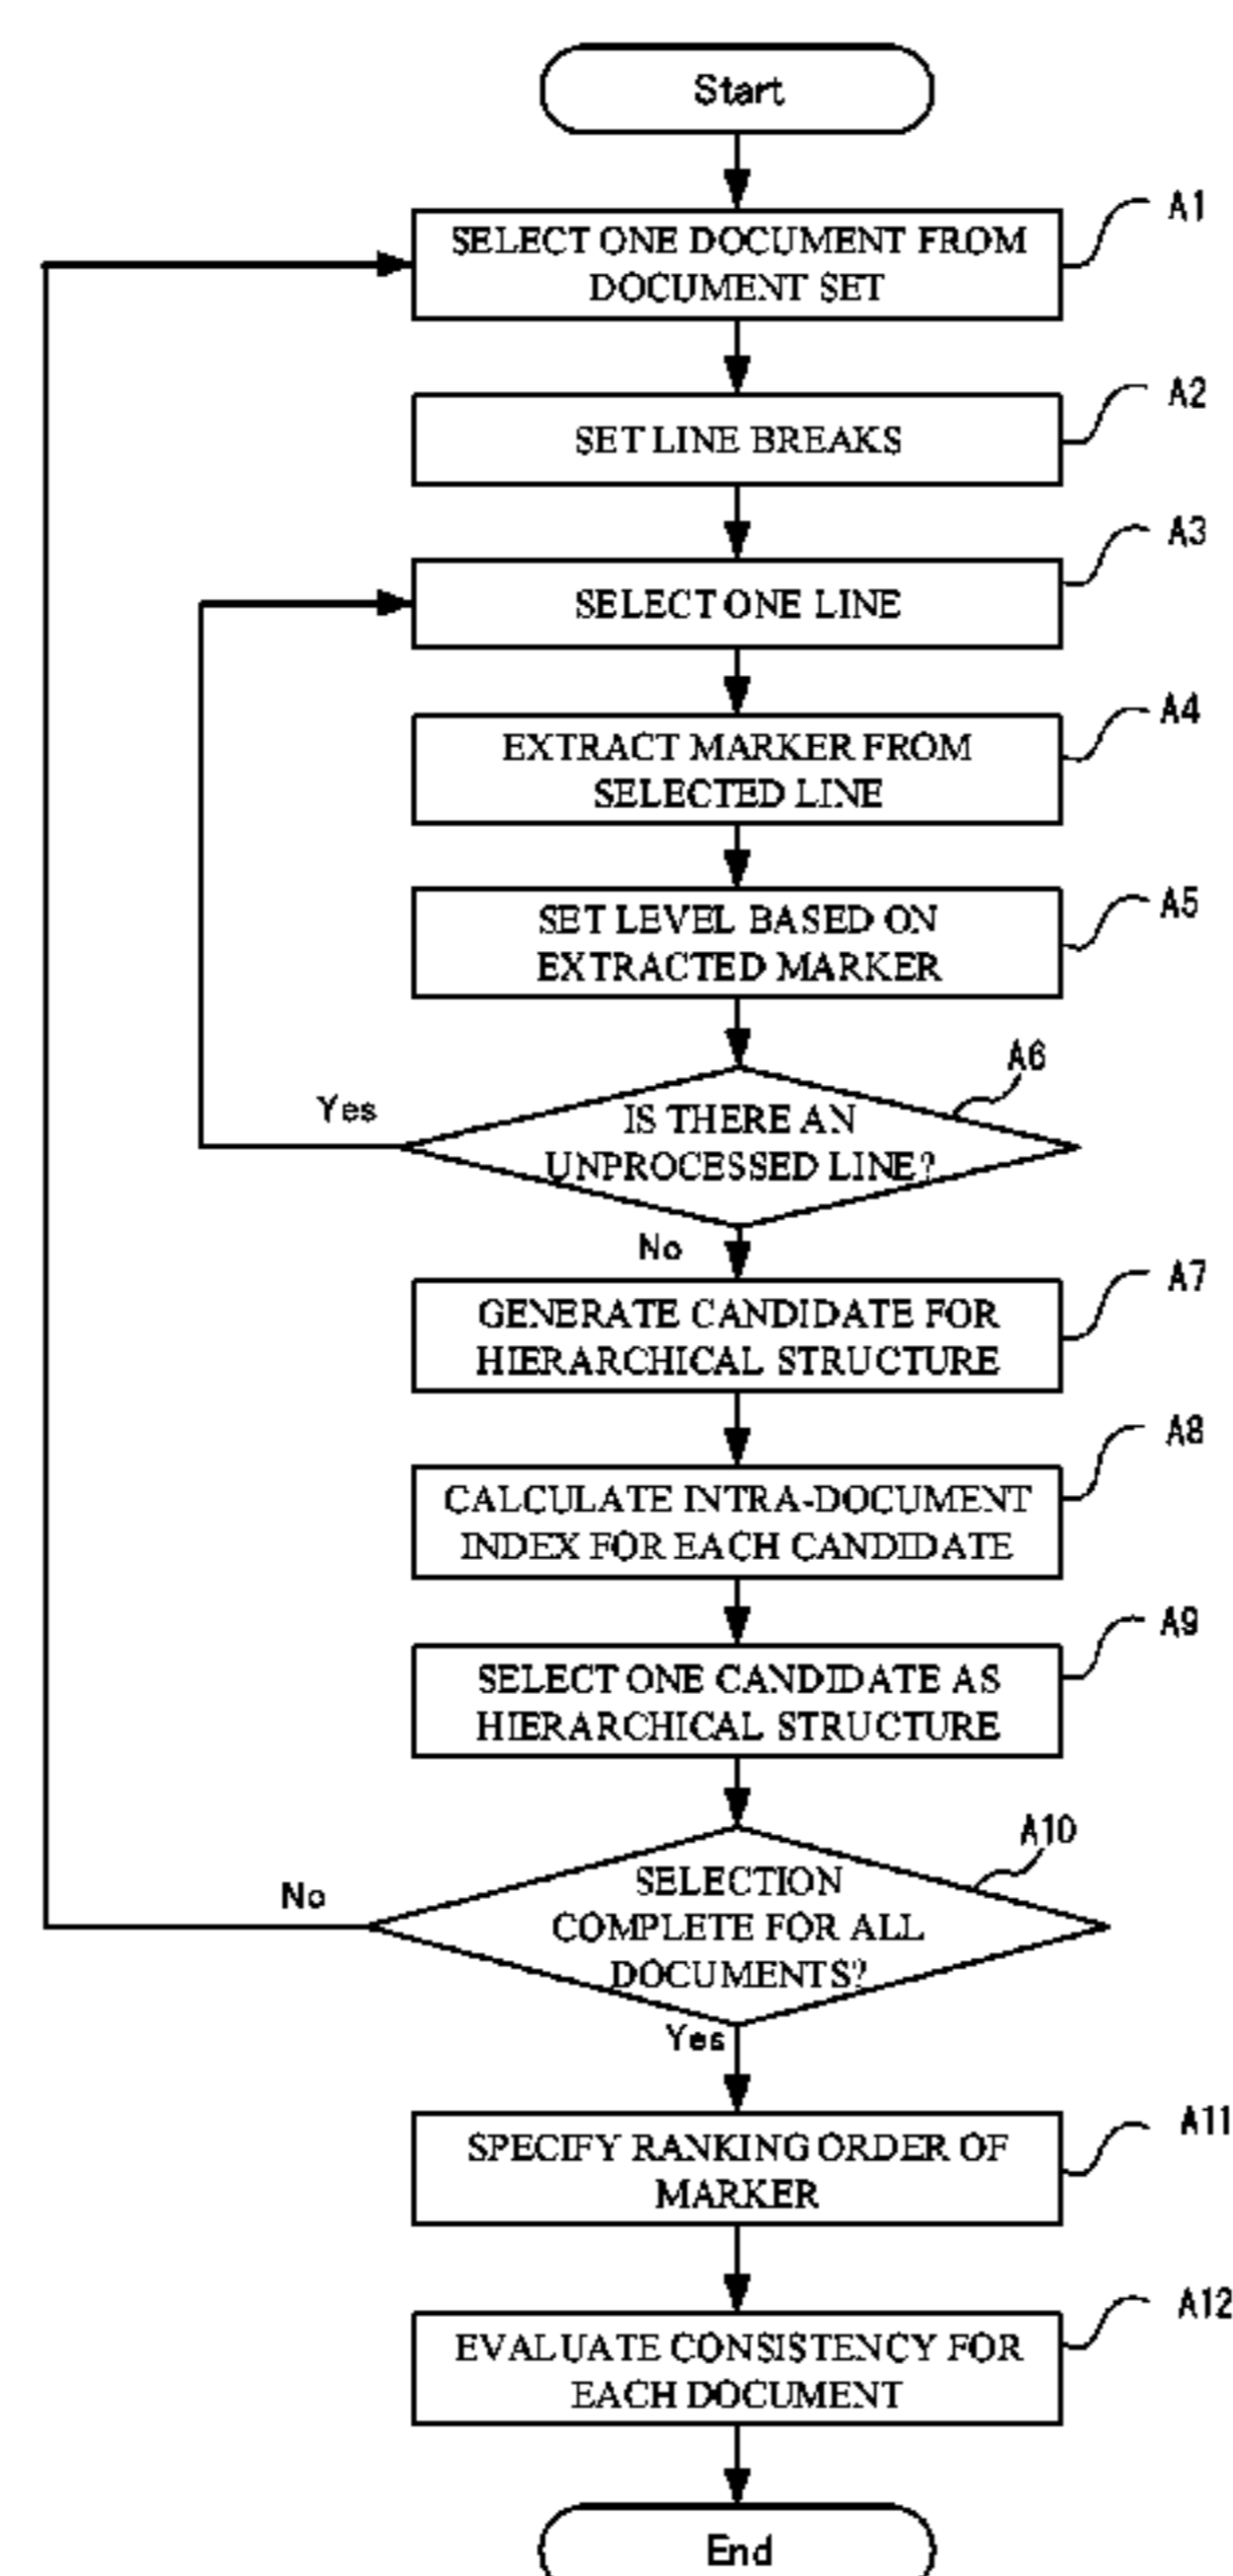 Start
SELECT ONE DOCUMENT FROM
DOCUMENT SET
A1
SET LINE BREAKS
A2
SELECT ONE LINE
A3
EXTRACT MARKER FROM
SELECTED LINE
A4
SET LEVEL BASED ON
EXTRACTED MARKER
A5
IS THERE AN
UNPROCESSED LINE?
A6
Yes
No
GENERATE CANDIDATE FOR
HIERARCHICAL STRUCTURE
A7
CALCULATE INTRA-DOCUMENT
INDEX FOR EACH CANDIDATE
A8
SELECT ONE CANDIDATE AS
HIERARCHICAL STRUCTURE
A9
SELECTION
COMPLETE FOR ALL
DOCUMENTS?
A10
No
Yes
SPECIFY RANKING ORDER OF
MARKER
A11
EVALUATE CONSISTENCY FOR
EACH DOCUMENT
A12
End